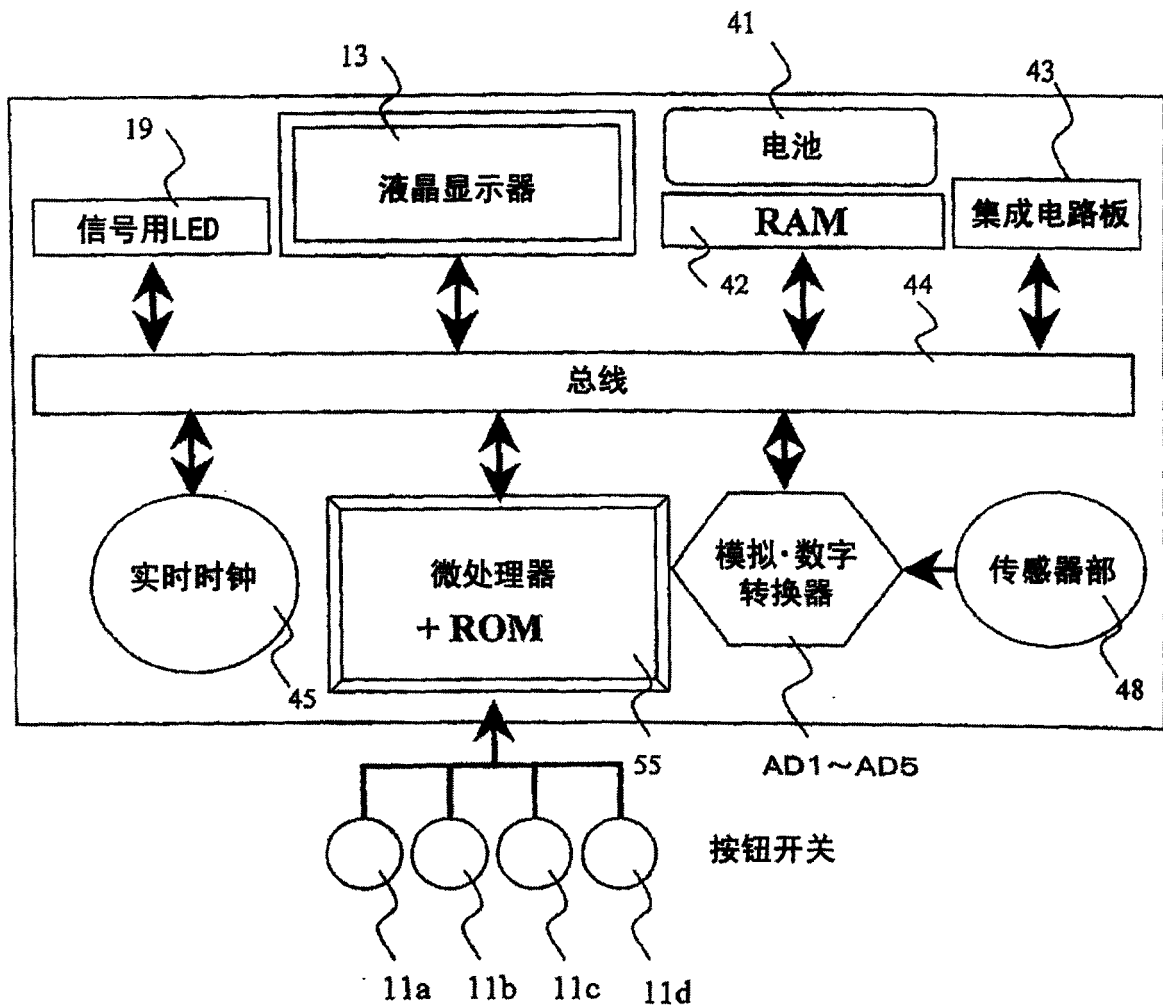 41
13
43
19
电池
液晶显示器
信号用LED
RAM
集成电路板
42
44
总线
实时时钟
微处理器
+ ROM
模拟·数字
转换器
传感器部
45
48
55
AD1～AD5
按钮开关
11a
11b
11c
11d